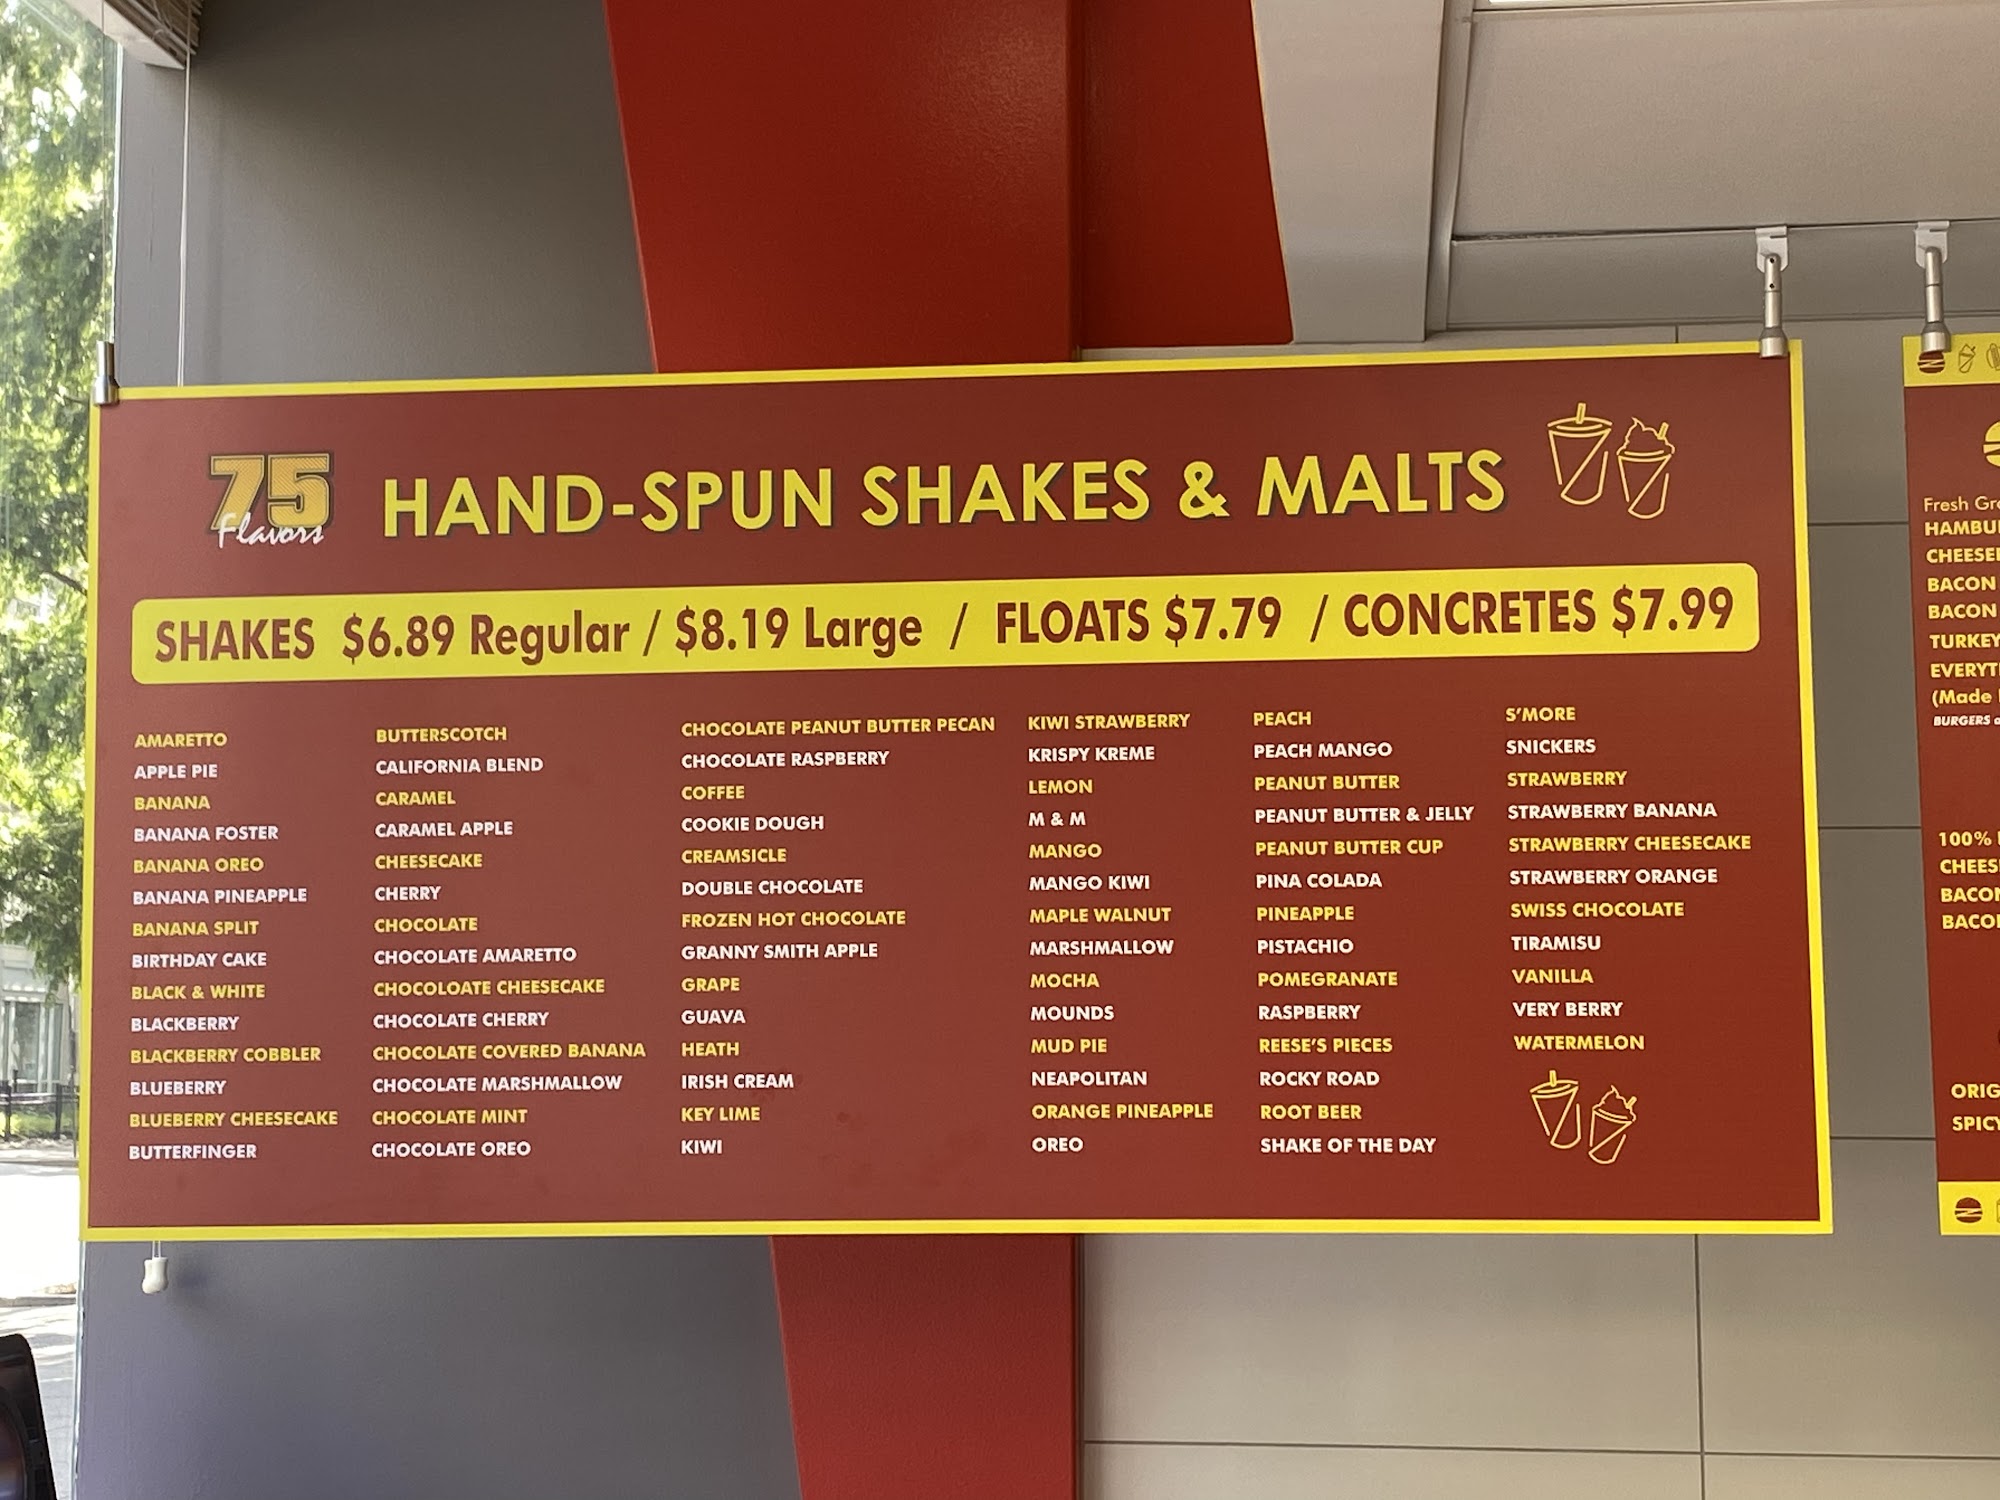 75
Flavors
HAND-SPUN SHAKES & MALTS
SHAKES $6.89 Regular / $8.19 Large / FLOATS $7.79 / CONCRETES $7.99
AMARETTO
APPLE PIE
BANANA
BANANA FOSTER
BANANA OREO
BANANA PINEAPPLE
BANANA SPLIT
BIRTHDAY CAKE
BLACK & WHITE
BLACKBERRY
BLACKBERRY COBBLER
BLUEBERRY
BLUEBERRY CHEESECAKE
BUTTERFINGER
BUTTERSCOTCH
CALIFORNIA BLEND
CARAMEL
CARAMEL APPLE
CHEESECAKE
CHERRY
CHOCOLATE
CHOCOLATE AMARETTO
CHOCOLOATE CHEESECAKE
CHOCOLATE CHERRY
CHOCOLATE COVERED BANANA
CHOCOLATE MARSHMALLOW
CHOCOLATE MINT
CHOCOLATE OREO
CHOCOLATE PEANUT BUTTER PECAN
CHOCOLATE RASPBERRY
COFFEE
COOKIE DOUGH
CREAMSICLE
DOUBLE CHOCOLATE
FROZEN HOT CHOCOLATE
GRANNY SMITH APPLE
GRAPE
GUAVA
HEATH
IRISH CREAM
KEY LIME
KIWI
KIWI STRAWBERRY
KRISPY KREME
LEMON
M & M
MANGO
MANGO KIWI
MAPLE WALNUT
MARSHMALLOW
MOCHA
MOUNDS
MUD PIE
NEAPOLITAN
ORANGE PINEAPPLE
OREO
PEACH
PEACH MANGO
PEANUT BUTTER
PEANUT BUTTER & JELLY
PEANUT BUTTER CUP
PINA COLADA
PINEAPPLE
PISTACHIO
POMEGRANATE
RASPBERRY
REESE'S PIECES
ROCKY ROAD
ROOT BEER
SHAKE OF THE DAY
S'MORE
SNICKERS
STRAWBERRY
STRAWBERRY BANANA
STRAWBERRY CHEESECAKE
STRAWBERRY ORANGE
SWISS CHOCOLATE
TIRAMISU
VANILLA
VERY BERRY
WATERMELON
Fresh
BACON
BACON
TURKEY
(Made
BURGERS
100%